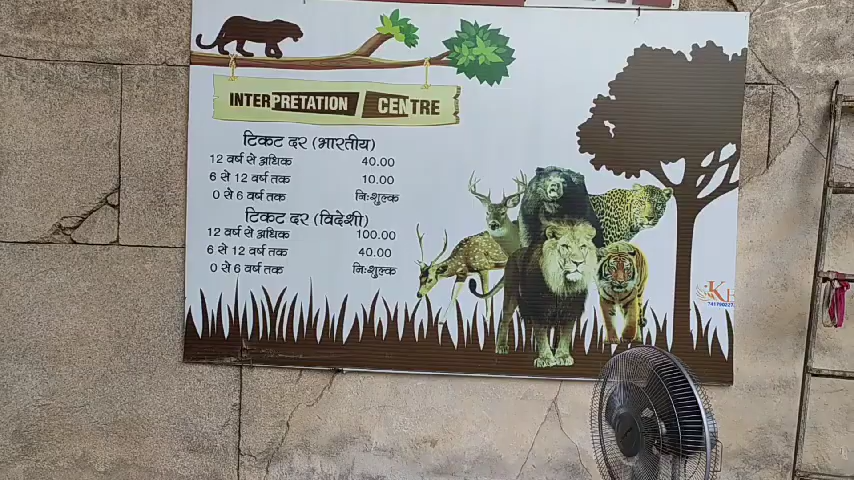 INTERPRETATION CENTRE
टिकट दर (भारतीय)
12 वर्ष से अधिक 40.00
6 से 12 वर्ष तक 10.00
0 से 6 वर्ष तक निःशुल्क
टिकट दर (विदेशी)
12 वर्ष से अधिक 100.00
6 से 12 वर्ष तक 40.00
0 से 6 वर्ष तक निःशुल्क